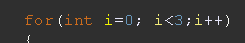 for(int i=0; i<3;i++)
{